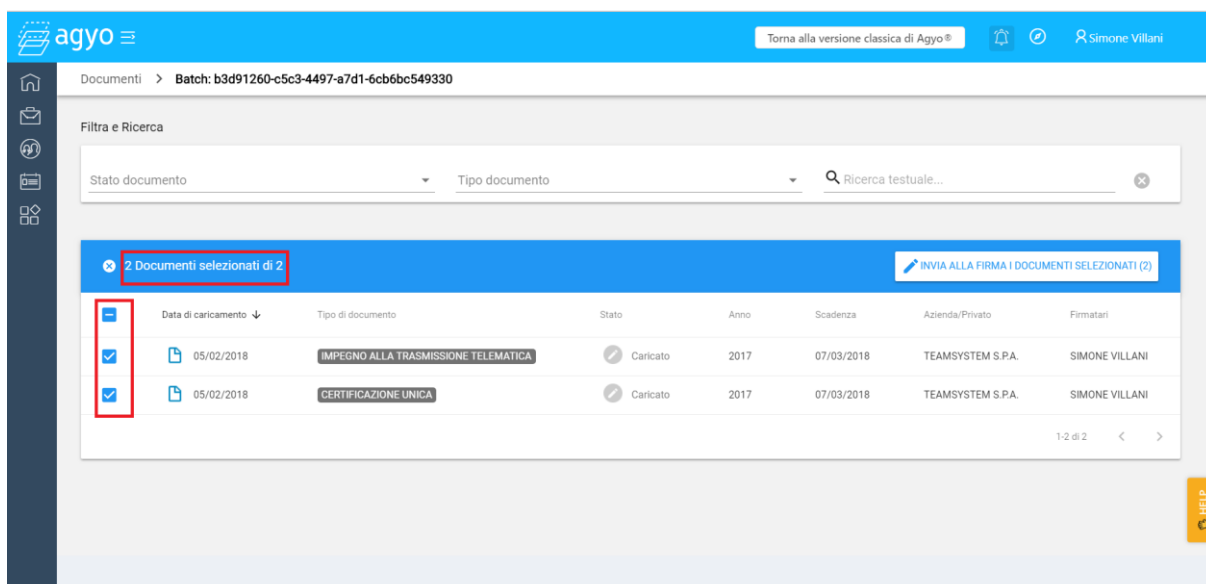 agyo
Torna alla versione classica di Agyo®
Simone Villani
Documenti > Batch: b3d91260-c5c3-4497-a7d1-6cb6bc549330
Filtra e Ricerca
Stato documento
Tipo documento
Ricerca testuale...
2 Documenti selezionati di 2
INVIA ALLA FIRMA I DOCUMENTI SELEZIONATI (2)
Data di caricamento Tipo di documento Stato Anno Scadenza Azienda/Privato Firmatari
05/02/2018 IMPEGNO ALLA TRASMISSIONE TELEMATICA Caricato 2017 07/03/2018 TEAMSYSTEM S.P.A. SIMONE VILLANI
05/02/2018 CERTIFICAZIONE UNICA Caricato 2017 07/03/2018 TEAMSYSTEM S.P.A. SIMONE VILLANI
1-2 di 2
HELP